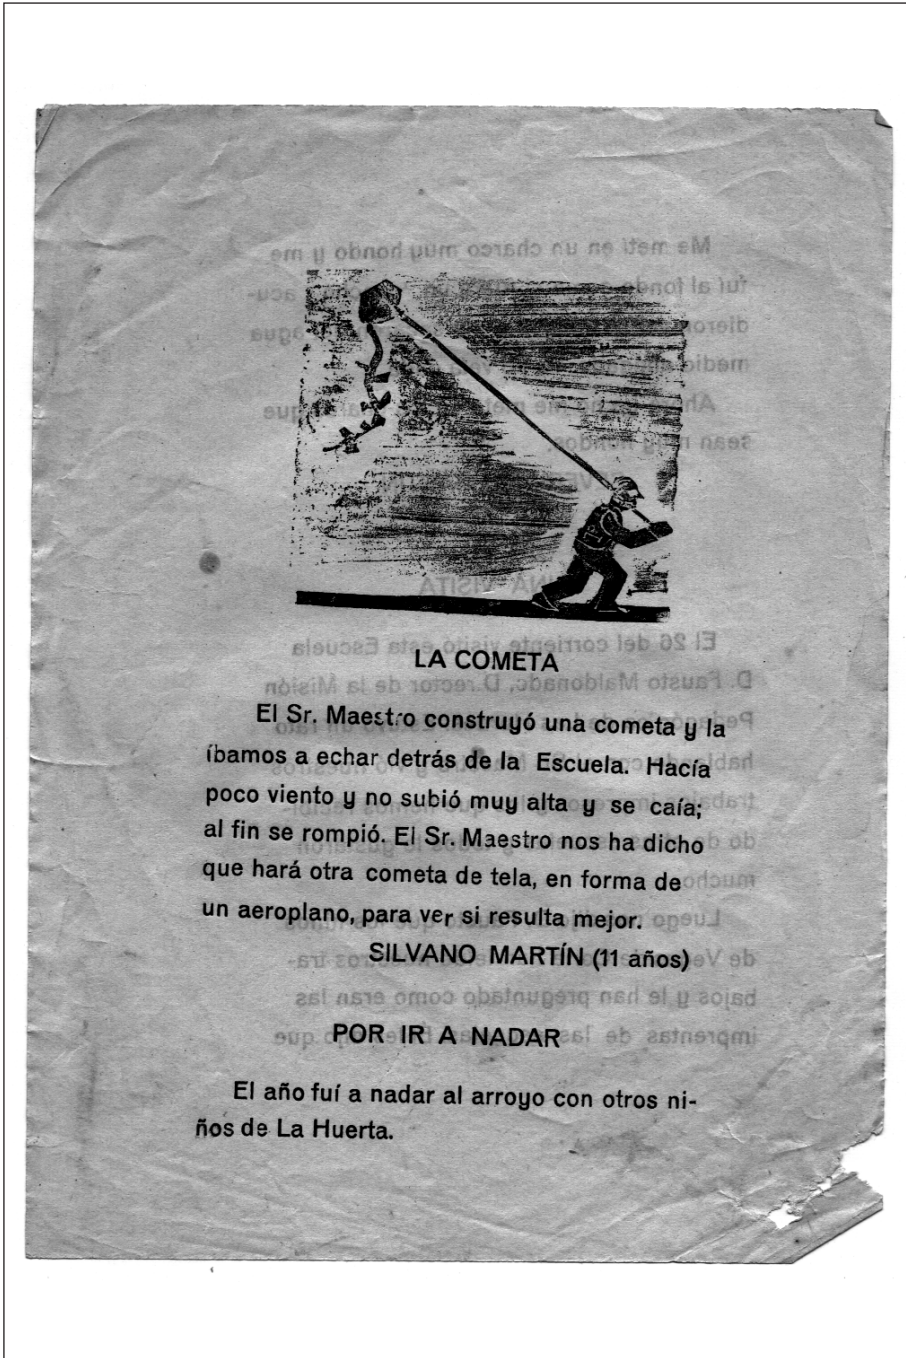 LA COMETA
El Sr. Maestro construyó una cometa y la
íbamos a echar detrás de la Escuela. Hacía
poco viento y no subió muy alta y se caía;
al fin se rompió. El Sr. Maestro nos ha dicho
que hará otra cometa de tela, en forma de
un aeroplano, para ver si resulta mejor.
SILVANO MARTÍN (11 años)
POR IR A NADAR
El año fuí a nadar al arroyo con otros ni-
ños de La Huerta.